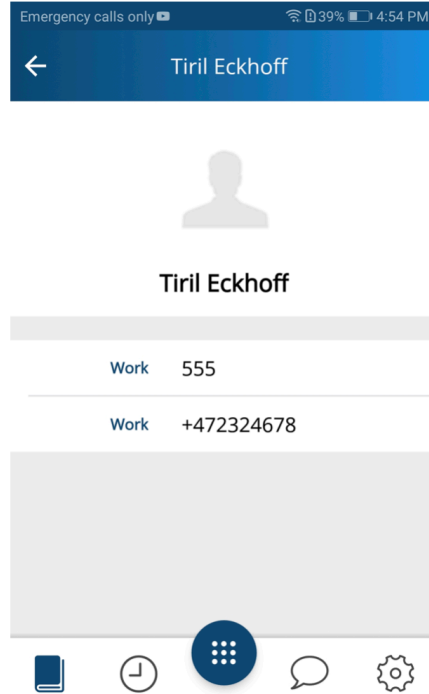 Emergency calls only 39% 4:54 PM
Tiril Eckhoff
Tiril Eckhoff
Work 555
Work +472324678